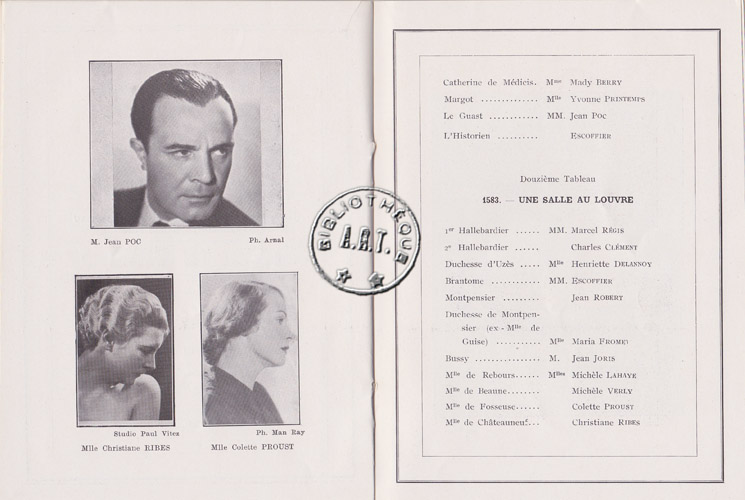 M. Jean POC
Ph. Arnal
Studio Paul Vitez
Mlle Christiane RIBES
Ph. Man Ray
Mlle Colette PROUST
BIBLIOTHÈQUE
A.R.T.
Catherine de Médicis. Mme Mady BERRY
Margot .............. Mlle Yvonne PRINTEMPS
Le Guast ............ MM. Jean POC
L'Historien .......... ESCOFFIER
Douzième Tableau
1583. — UNE SALLE AU LOUVRE
1er Hallebardier ...... MM. Marcel RÉGIS
2e Hallebardier ...... Charles CLÉMENT
Duchesse d'Uzès ..... Mlle Henriette DELANNOY
Brantome ............ MM. ESCOFFIER
Montpensier ......... Jean ROBERT
Duchesse de Montpen-
sier (ex-Mlle de
Guise) ........... Mlle Maria FROMET
Bussy ................ M. Jean JORIS
Mlle de Rebours...... Mlles Michèle LAHAYE
Mlle de Beaune........ Michèle VERLY
Mlle de Fosseuse...... Colette PROUST
Mlle de Châteauneuf... Christiane RIBES